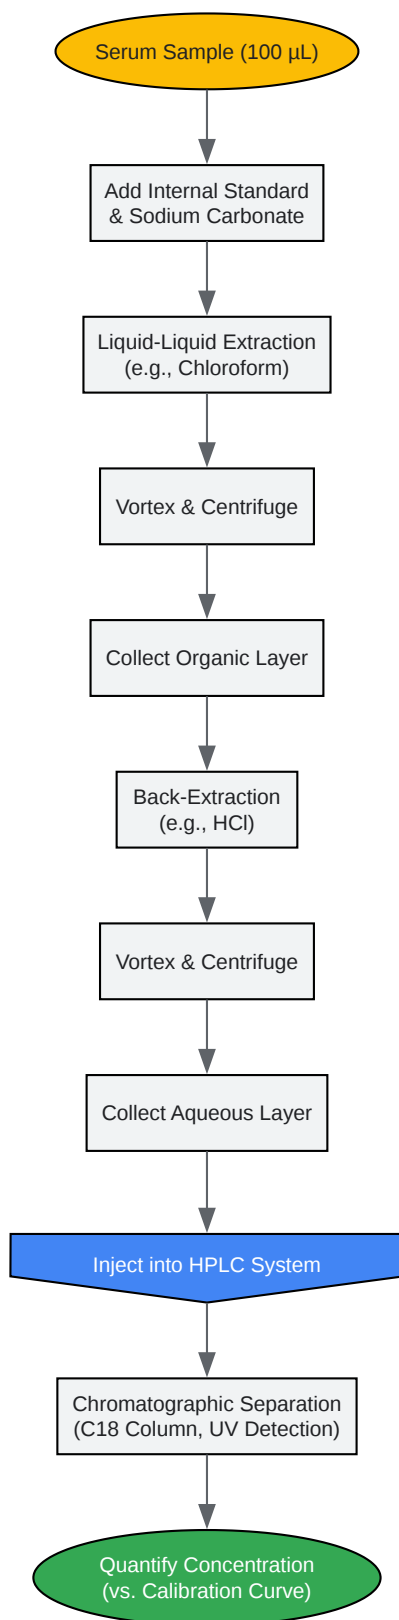 Serum Sample (100 µL)
Add Internal Standard
& Sodium Carbonate
Liquid-Liquid Extraction
(e.g., Chloroform)
Vortex & Centrifuge
Collect Organic Layer
Back-Extraction
(e.g., HCl)
Vortex & Centrifuge
Collect Aqueous Layer
Inject into HPLC System
Chromatographic Separation
(C18 Column, UV Detection)
Quantify Concentration
(vs. Calibration Curve)